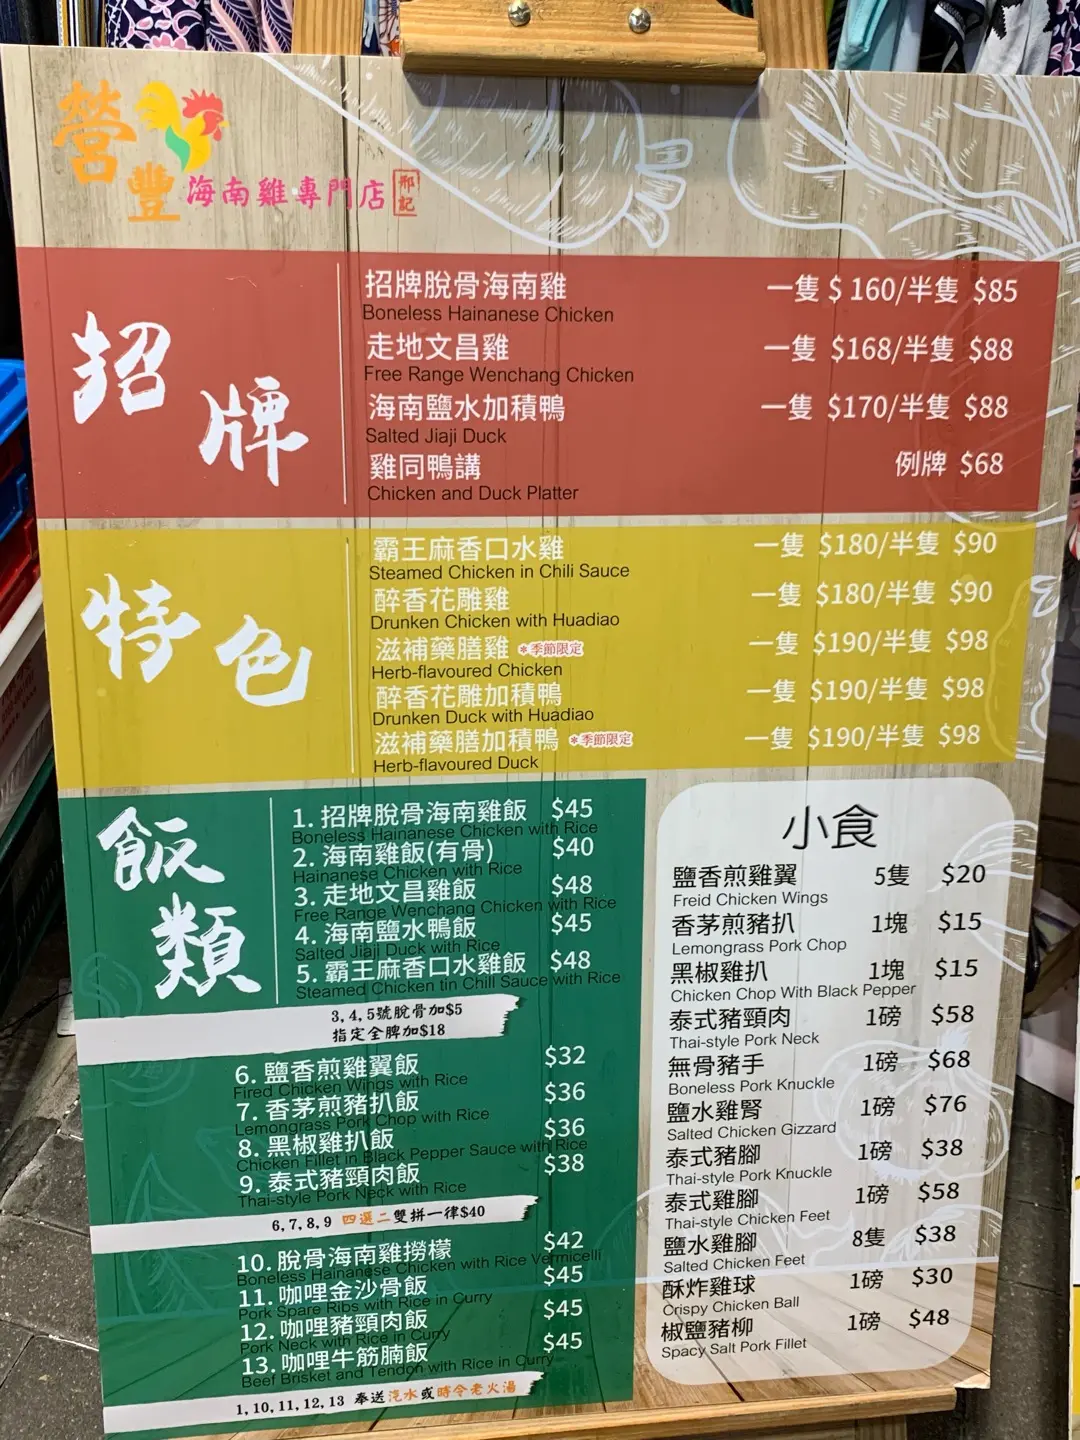 營豐海南雞專門店 邢記
招牌
招牌脫骨海南雞 一隻 $160/半隻 $85
Boneless Hainanese Chicken
走地文昌雞 一隻 $168/半隻 $88
Free Range Wenchang Chicken
海南鹽水加積鴨 一隻 $170/半隻 $88
Salted Jiaji Duck
雞同鴨講 例牌 $68
Chicken and Duck Platter
特色
霸王麻香口水雞 一隻 $180/半隻 $90
Steamed Chicken in Chili Sauce
醉香花雕雞 一隻 $180/半隻 $90
Drunken Chicken with Huadiao
滋補藥膳雞 *季節限定 一隻 $190/半隻 $98
Herb-flavoured Chicken
醉香花雕加積鴨 一隻 $190/半隻 $98
Drunken Duck with Huadiao
滋補藥膳加積鴨 *季節限定 一隻 $190/半隻 $98
Herb-flavoured Duck
飯類
1. 招牌脫骨海南雞飯 $45
Boneless Hainanese Chicken with Rice
2. 海南雞飯(有骨) $40
Hainanese Chicken with Rice
3. 走地文昌雞飯 $48
Free Range Wenchang Chicken with Rice
4. 海南鹽水鴨飯 $45
Salted Jiaji Duck with Rice
5. 霸王麻香口水雞飯 $48
Steamed Chicken tin Chill Sauce with Rice
3, 4, 5號脫骨加$5
指定全脾加$18
6. 鹽香煎雞翼飯 $32
Fired Chicken Wings with Rice
7. 香茅煎豬扒飯 $36
Lemongrass Pork Chop with Rice
8. 黑椒雞扒飯 $36
Chicken Fillet in Black Pepper Sauce with Rice
9. 泰式豬頸肉飯 $38
Thai-style Pork Neck with Rice
6, 7, 8, 9 四選二雙拼一律$40
10. 脫骨海南雞撈檬 $42
Boneless Hainanese Chicken with Rice Vermicelli
11. 咖哩金沙骨飯 $45
Pork Spare Ribs with Rice in Curry
12. 咖哩豬頸肉飯 $45
Pork Neck with Rice in Curry
13. 咖哩牛筋腩飯 $45
Beef Brisket and Tendon with Rice in Curry
1, 10, 11, 12, 13 奉送汽水或時令老火湯
小食
鹽香煎雞翼 5隻 $20
Freid Chicken Wings
香茅煎豬扒 1塊 $15
Lemongrass Pork Chop
黑椒雞扒 1塊 $15
Chicken Chop With Black Pepper
泰式豬頸肉 1磅 $58
Thai-style Pork Neck
無骨豬手 1磅 $68
Boneless Pork Knuckle
鹽水雞腎 1磅 $76
Salted Chicken Gizzard
泰式豬腳 1磅 $38
Thai-style Pork Knuckle
泰式雞腳 1磅 $58
Thai-style Chicken Feet
鹽水雞腳 8隻 $38
Salted Chicken Feet
酥炸雞球 1磅 $30
Crispy Chicken Ball
椒鹽豬柳 1磅 $48
Spacy Salt Pork Fillet